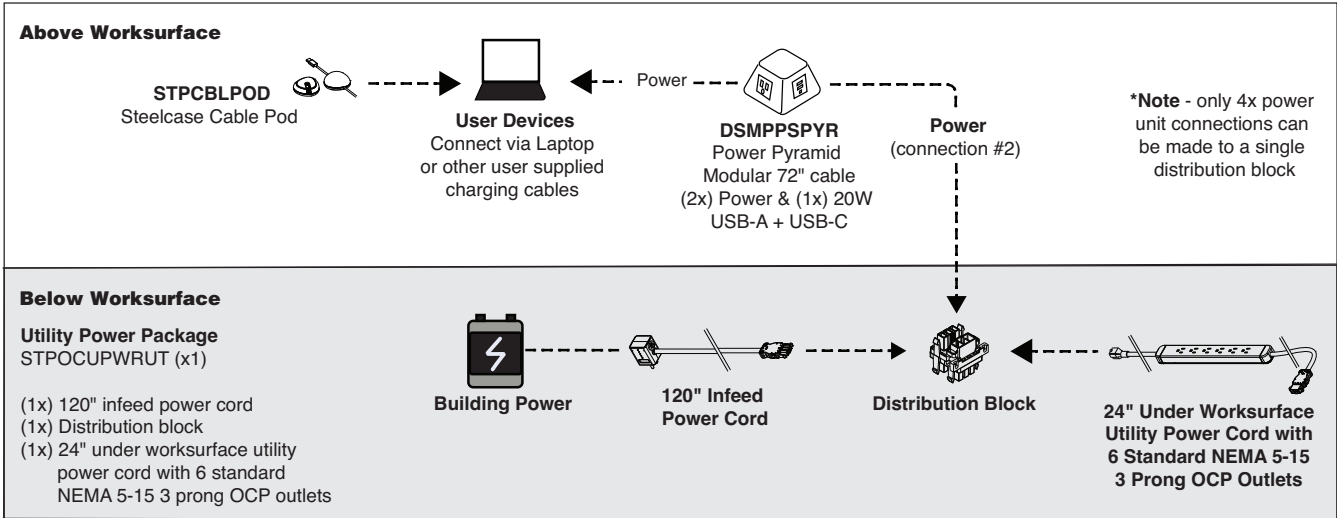 Above Worksurface
STPCBLPOD
Steelcase Cable Pod
User Devices
Connect via Laptop
or other user supplied
charging cables
Power
DSMPPSPYR
Power Pyramid
Modular 72" cable
(2x) Power & (1x) 20W
USB-A + USB-C
Power
(connection #2)
*Note - only 4x power
unit connections can
be made to a single
distribution block
Below Worksurface
Utility Power Package
STPOCUPWRUT (x1)
(1x) 120" infeed power cord
(1x) Distribution block
(1x) 24" under worksurface utility
power cord with 6 standard
NEMA 5-15 3 prong OCP outlets
Building Power
120" Infeed
Power Cord
Distribution Block
24" Under Worksurface
Utility Power Cord with
6 Standard NEMA 5-15
3 Prong OCP Outlets